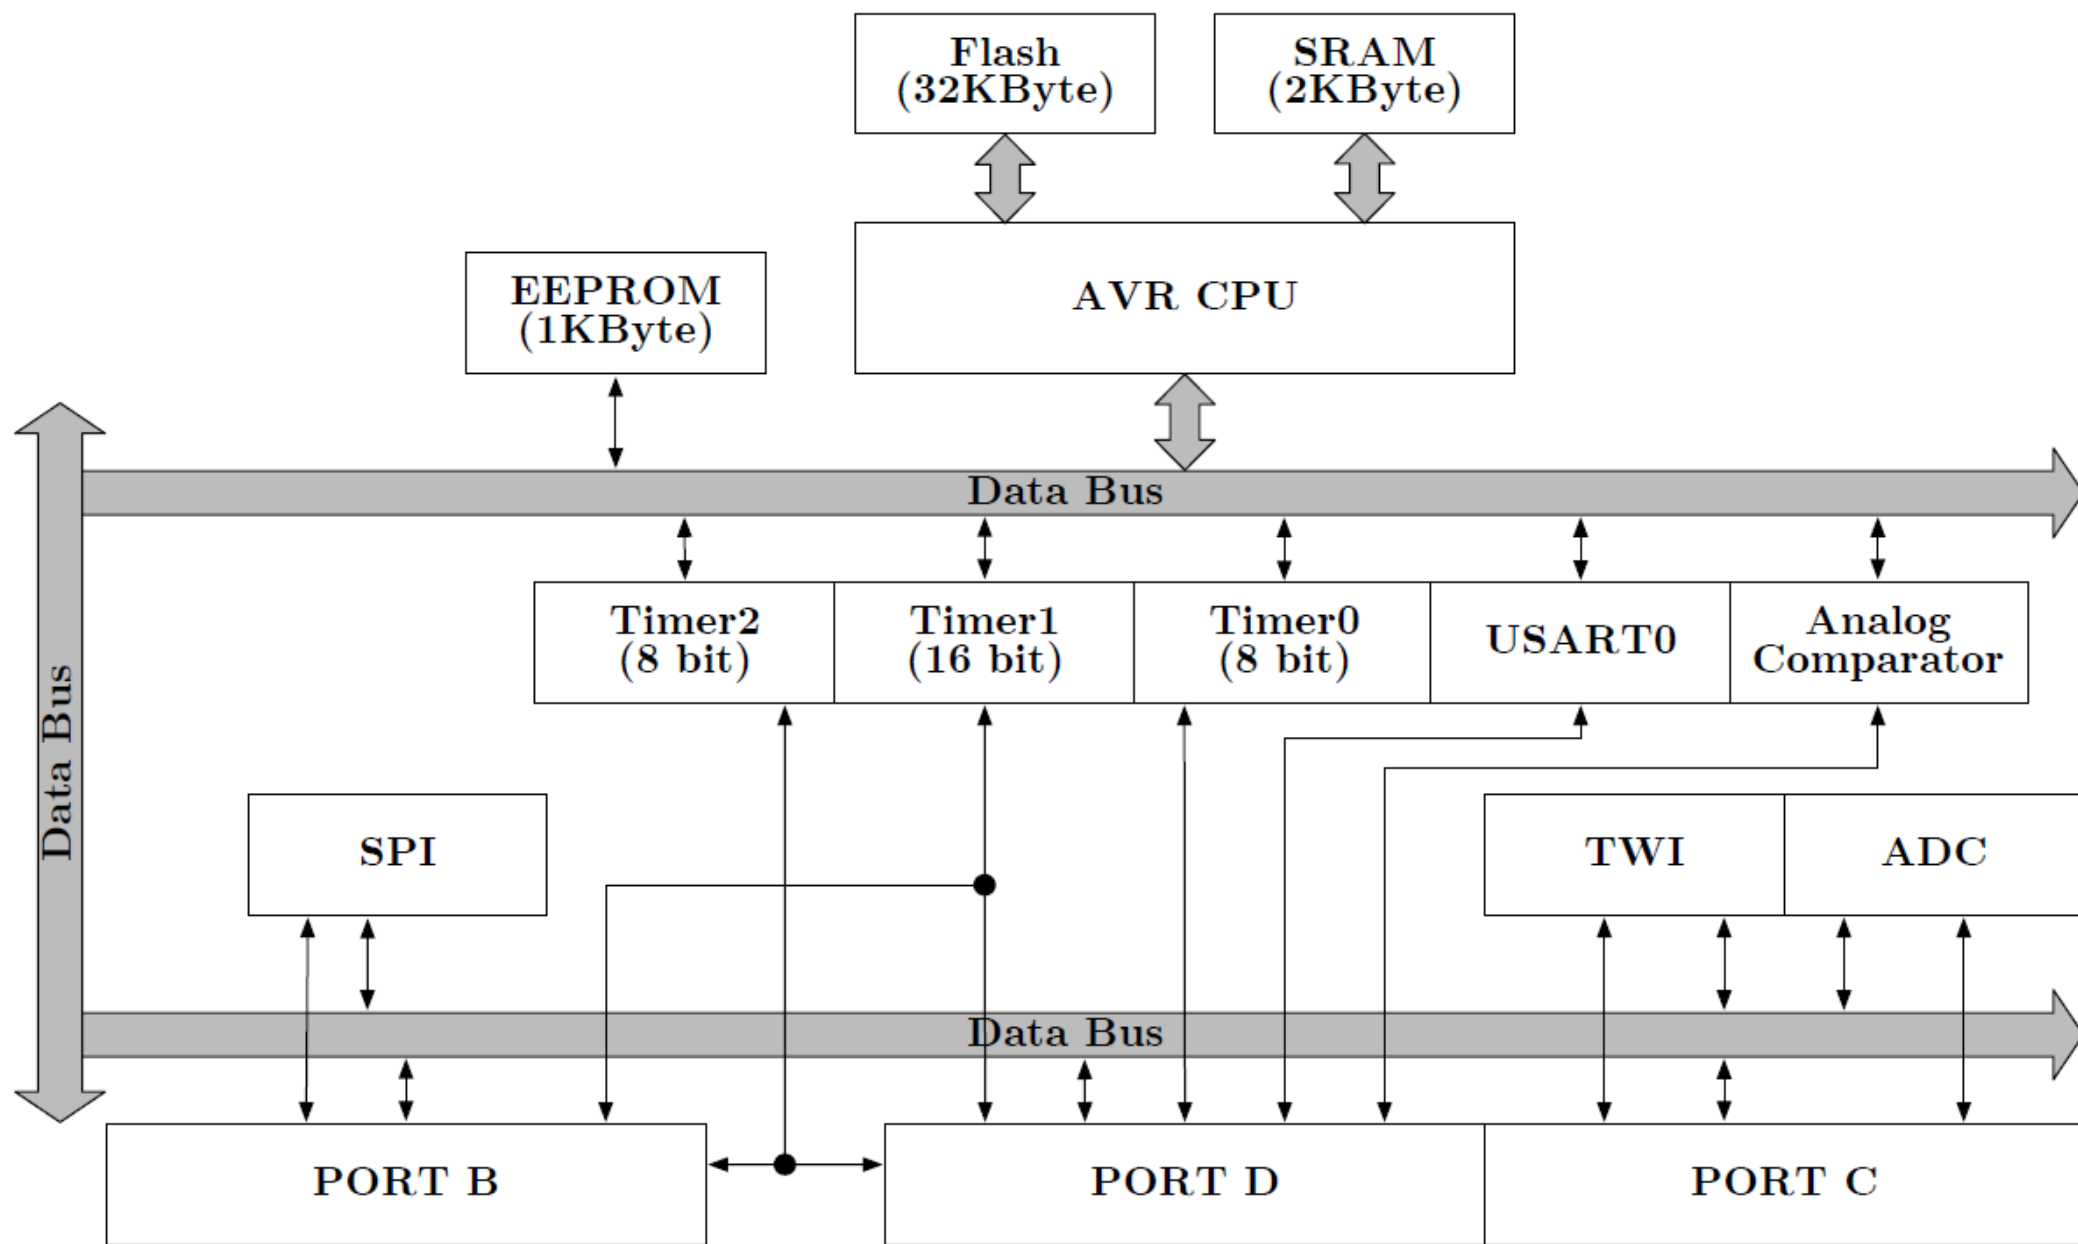 Flash
(32KByte)
SRAM
(2KByte)
EEPROM
(1KByte)
AVR CPU
Data Bus
Timer2
(8 bit)
Timer1
(16 bit)
Timer0
(8 bit)
USART0
Analog
Comparator
Data Bus
SPI
TWI
ADC
Data Bus
PORT B
PORT D
PORT C